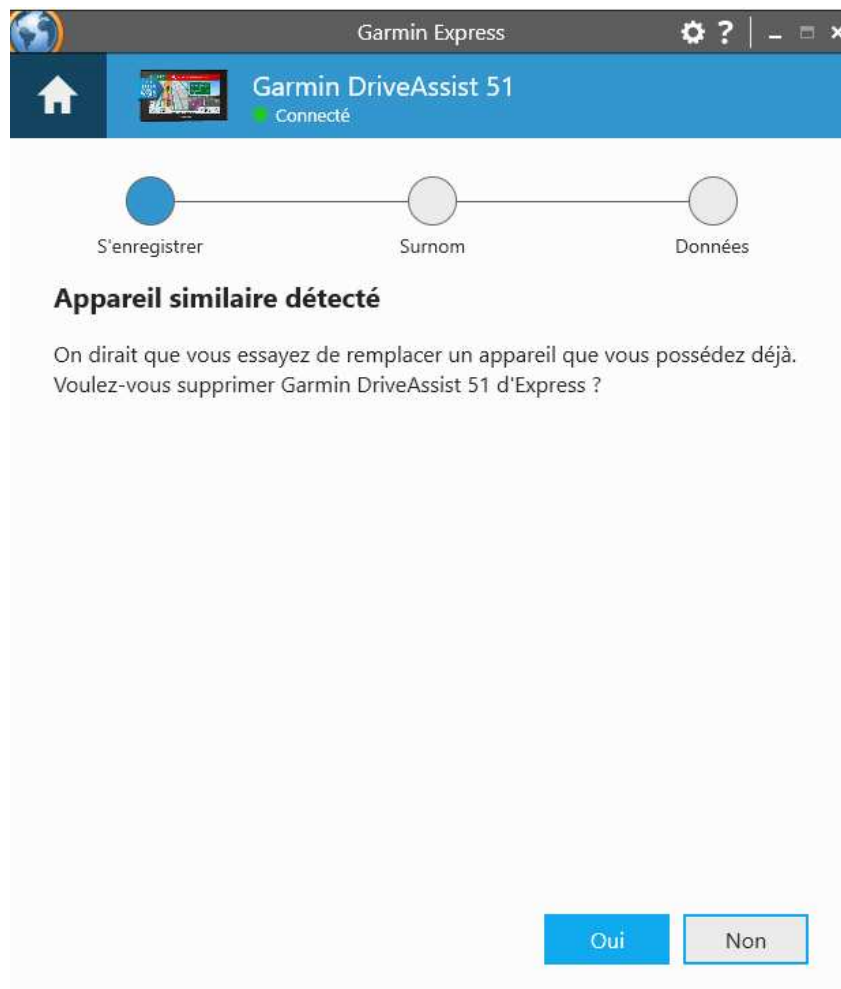 Garmin Express
?
Garmin DriveAssist 51
Connecté
S'enregistrer
Surnom
Données
Appareil similaire détecté
On dirait que vous essayez de remplacer un appareil que vous possédez déjà.
Voulez-vous supprimer Garmin DriveAssist 51 d'Express ?
Oui
Non